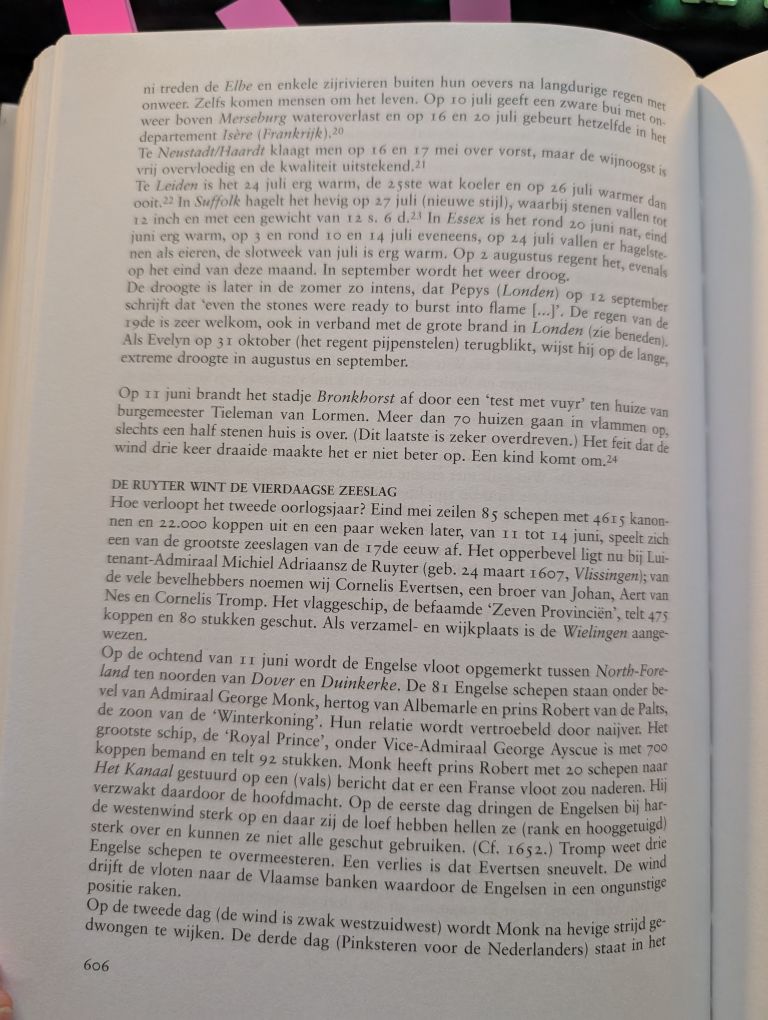 ni treden de Elbe en enkele zijrivieren buiten hun oevers na langdurige regen met
onweer. Zelfs komen mensen om het leven. Op 10 juli geeft een zware bui met on-
weer boven Merseburg wateroverlast en op 16 en 20 juli gebeurt hetzelfde in het
departement Isère (Frankrijk).20
Te Neustadt/Haardt klaagt men op 16 en 17 mei over vorst, maar de wijnoogst is
vrij overvloedig en de kwaliteit uitstekend.21
Te Leiden is het 24 juli erg warm, de 25ste wat koeler en op 26 juli warmer dan
ooit.22 In Suffolk hagelt het hevig op 27 juli (nieuwe stijl), waarbij stenen vallen tot
12 inch en met een gewicht van 12 s. 6 d.23 In Essex is het rond 20 juni nat, eind
juni erg warm, op 3 en rond 10 en 14 juli eveneens, op 24 juli vallen er hagelste-
nen als eieren, de slotweek van juli is erg warm. Op 2 augustus regent het, evenals
op het eind van deze maand. In september wordt het weer droog.
De droogte is later in de zomer zo intens, dat Pepys (Londen) op 12 september
schrijft dat ‘even the stones were ready to burst into flame [...]’. De regen van de
19de is zeer welkom, ook in verband met de grote brand in Londen (zie beneden).
Als Evelyn op 31 oktober (het regent pijpenstelen) terugblikt, wijst hij op de lange,
extreme droogte in augustus en september.
Op 11 juni brandt het stadje Bronkhorst af door een ‘test met vuyr’ ten huize van
burgemeester Tieleman van Lormen. Meer dan 70 huizen gaan in vlammen op,
slechts een half stenen huis is over. (Dit laatste is zeker overdreven.) Het feit dat de
wind drie keer draaide maakte het er niet beter op. Een kind komt om.24
DE RUYTER WINT DE VIERDAAGSE ZEESLAG
Hoe verloopt het tweede oorlogsjaar? Eind mei zeilen 85 schepen met 4615 kanon-
nen en 22.000 koppen uit en een paar weken later, van 11 tot 14 juni, speelt zich
een van de grootste zeeslagen van de 17de eeuw af. Het opperbevel ligt nu bij Lui-
tenant-Admiraal Michiel Adriaansz de Ruyter (geb. 24 maart 1607, Vlissingen); van
de vele bevelhebbers noemen wij Cornelis Evertsen, een broer van Johan, Aert van
Nes en Cornelis Tromp. Het vlaggeschip, de befaamde ‘Zeven Provinciën’, telt 475
koppen en 80 stukken geschut. Als verzamel- en wijkplaats is de Wielingen aange-
wezen.
Op de ochtend van 11 juni wordt de Engelse vloot opgemerkt tussen North-Fore-
land ten noorden van Dover en Duinkerke. De 81 Engelse schepen staan onder be-
vel van Admiraal George Monk, hertog van Albemarle en prins Robert van de Palts,
de zoon van de ‘Winterkoning’. Hun relatie wordt vertroebeld door naijver. Het
grootste schip, de ‘Royal Prince’, onder Vice-Admiraal George Ayscue is met 700
koppen bemand en telt 92 stukken. Monk heeft prins Robert met 20 schepen naar
Het Kanaal gestuurd op een (vals) bericht dat er een Franse vloot zou naderen. Hij
verzwakt daardoor de hoofdmacht. Op de eerste dag dringen de Engelsen bij har-
de westenwind sterk op en daar zij de loef hebben hellen ze (rank en hooggetuigd)
sterk over en kunnen ze niet alle geschut gebruiken. (Cf. 1652.) Tromp weet drie
Engelse schepen te overmeesteren. Een verlies is dat Evertsen sneuvelt. De wind
drijft de vloten naar de Vlaamse banken waardoor de Engelsen in een ongunstige
positie raken.
Op de tweede dag (de wind is zwak westzuidwest) wordt Monk na hevige strijd ge-
dwongen te wijken. De derde dag (Pinksteren voor de Nederlanders) staat in het
606